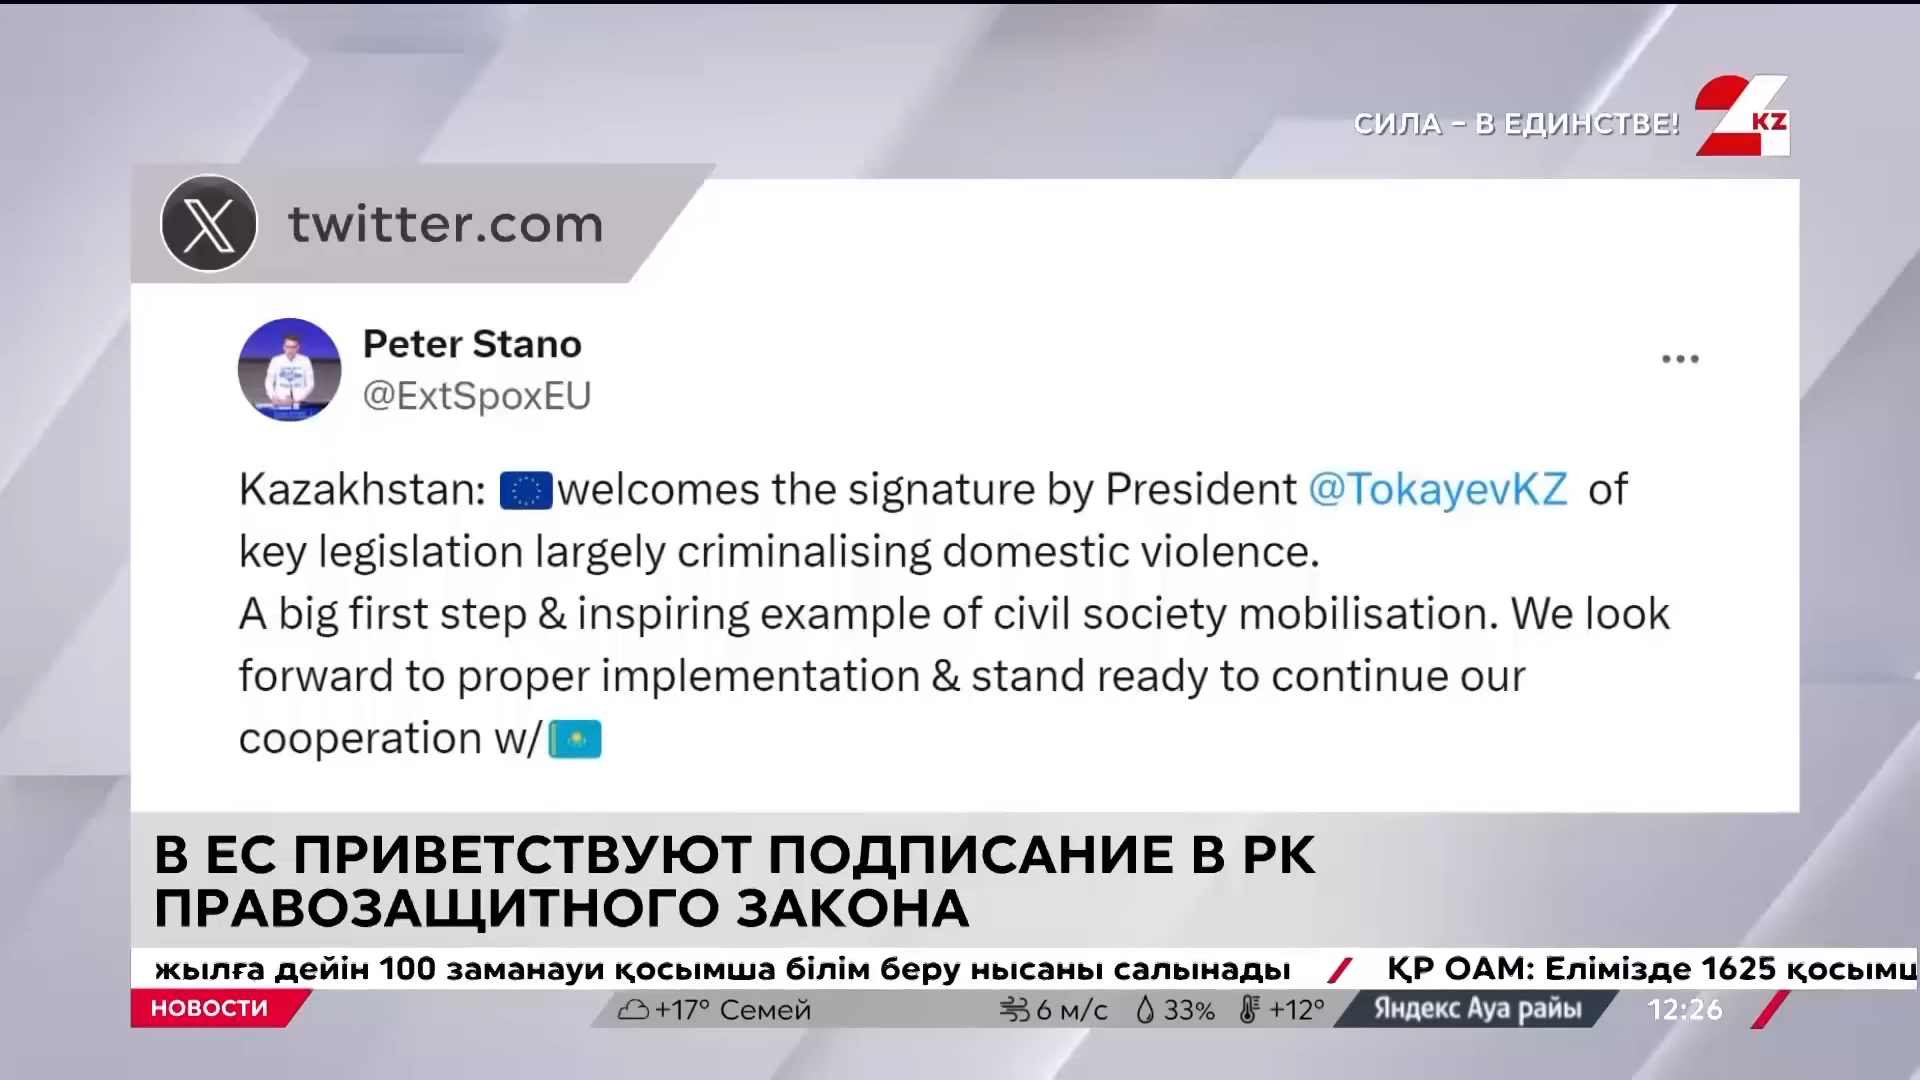 СИЛА – В ЕДИНСТВЕ!
24 KZ
twitter.com
Peter Stano
@ExtSpoxEU
Kazakhstan: 🇪🇺welcomes the signature by President @TokayevKZ of
key legislation largely criminalising domestic violence.
A big first step & inspiring example of civil society mobilisation. We look
forward to proper implementation & stand ready to continue our
cooperation w/🇰🇿
В ЕС ПРИВЕТСТВУЮТ ПОДПИСАНИЕ В РК
ПРАВОЗАЩИТНОГО ЗАКОНА
жылға дейін 100 заманауи қосымша білім беру нысаны салынады / ҚР ОАМ: Елімізде 1625 қосымш
НОВОСТИ +17° Семей 6 м/с 33% +12° Яндекс Ауа райы 12:26